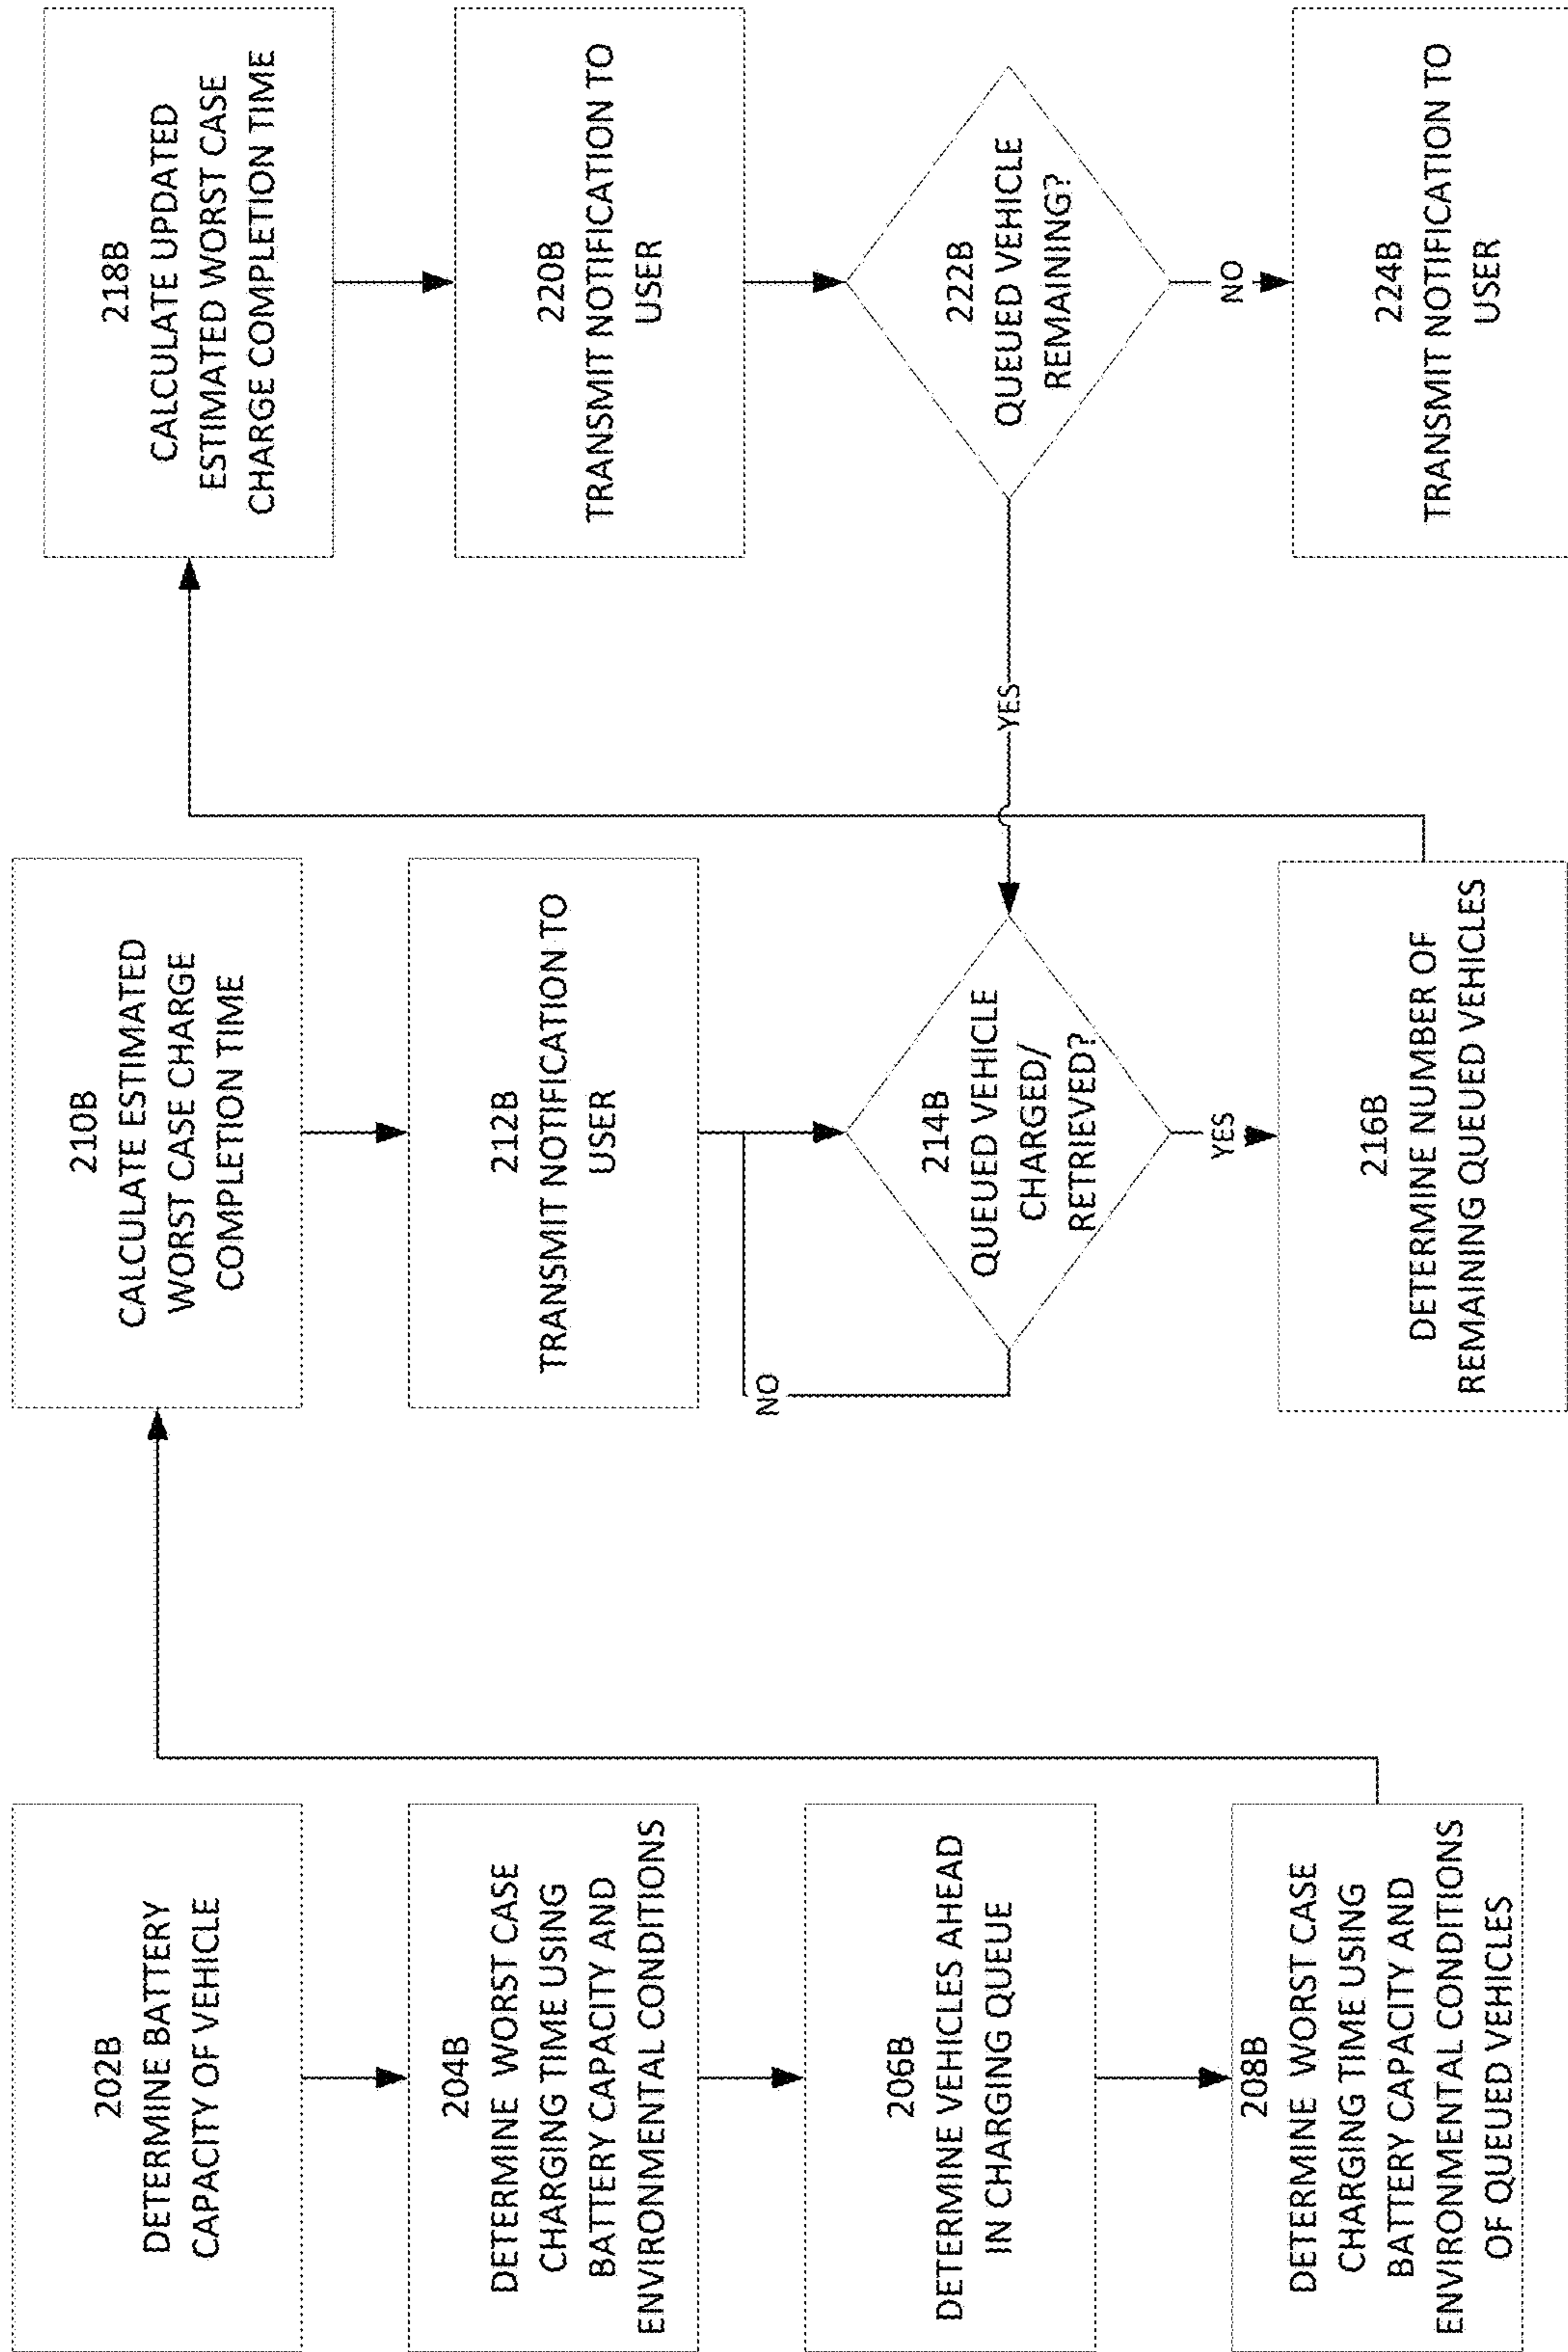 202B
DETERMINE BATTERY
CAPACITY OF VEHICLE
204B
DETERMINE WORST CASE
CHARGING TIME USING
BATTERY CAPACITY AND
ENVIRONMENTAL CONDITIONS
206B
DETERMINE VEHICLES AHEAD
IN CHARGING QUEUE
208B
DETERMINE WORST CASE
CHARGING TIME USING
BATTERY CAPACITY AND
ENVIRONMENTAL CONDITIONS
OF QUEUED VEHICLES
210B
CALCULATE ESTIMATED
WORST CASE CHARGE
COMPLETION TIME
212B
TRANSMIT NOTIFICATION TO
USER
NO
214B
QUEUED VEHICLE
CHARGED/
RETRIEVED?
YES
216B
DETERMINE NUMBER OF
REMAINING QUEUED VEHICLES
218B
CALCULATE UPDATED
ESTIMATED WORST CASE
CHARGE COMPLETION TIME
220B
TRANSMIT NOTIFICATION TO
USER
YES
222B
QUEUED VEHICLE
REMAINING?
NO
224B
TRANSMIT NOTIFICATION TO
USER